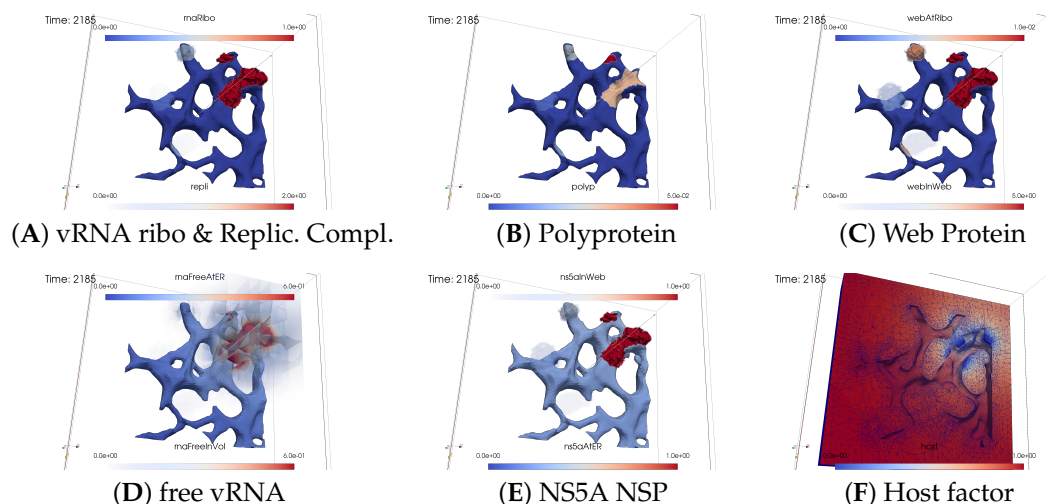 Time: 2185
rnaRibo
0.0e+00 1.0e+00
repli
0.0e+00 2.0e+00
(A) vRNA ribo & Replic. Compl.
Time: 2185
polyp
0.0e+00 5.0e-02
(B) Polyprotein
Time: 2185
webAtRibo
0.0e+00 1.0e-02
webInWeb
0.0e+00 5.0e+00
(C) Web Protein
Time: 2185
rnaFreeAtER
0.0e+00 6.0e-01
rnaFreeInVol
0.0e+00 6.0e-01
(D) free vRNA
Time: 2185
ns5aInWeb
0.0e+00 1.0e+00
ns5aAtER
0.0e+00 1.0e+00
(E) NS5A NSP
Time: 2185
host
0.0e+00 1.0e+00
(F) Host factor